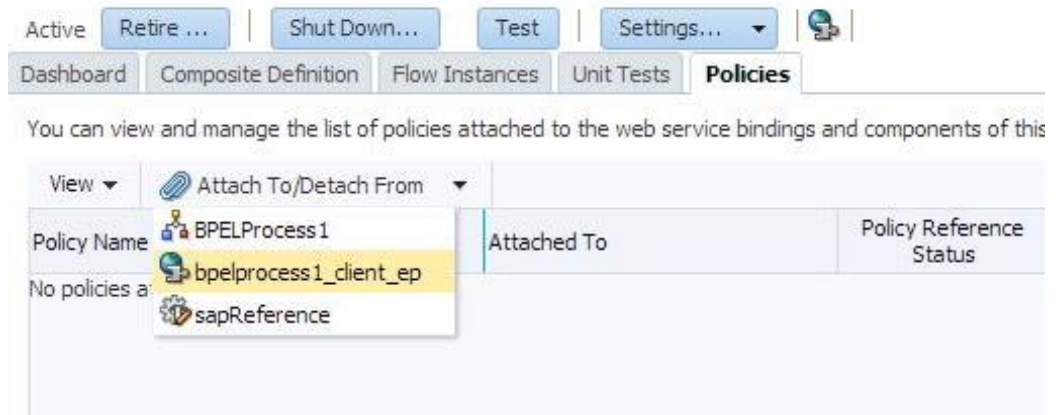 Active Retire ... Shut Down... Test Settings...
Dashboard Composite Definition Flow Instances Unit Tests Policies
You can view and manage the list of policies attached to the web service bindings and components of this
View Attach To/Detach From
BPELProcess1
Policy Name Attached To Policy Reference
Status
bpelprocess1_client_ep
No policies a
sapReference